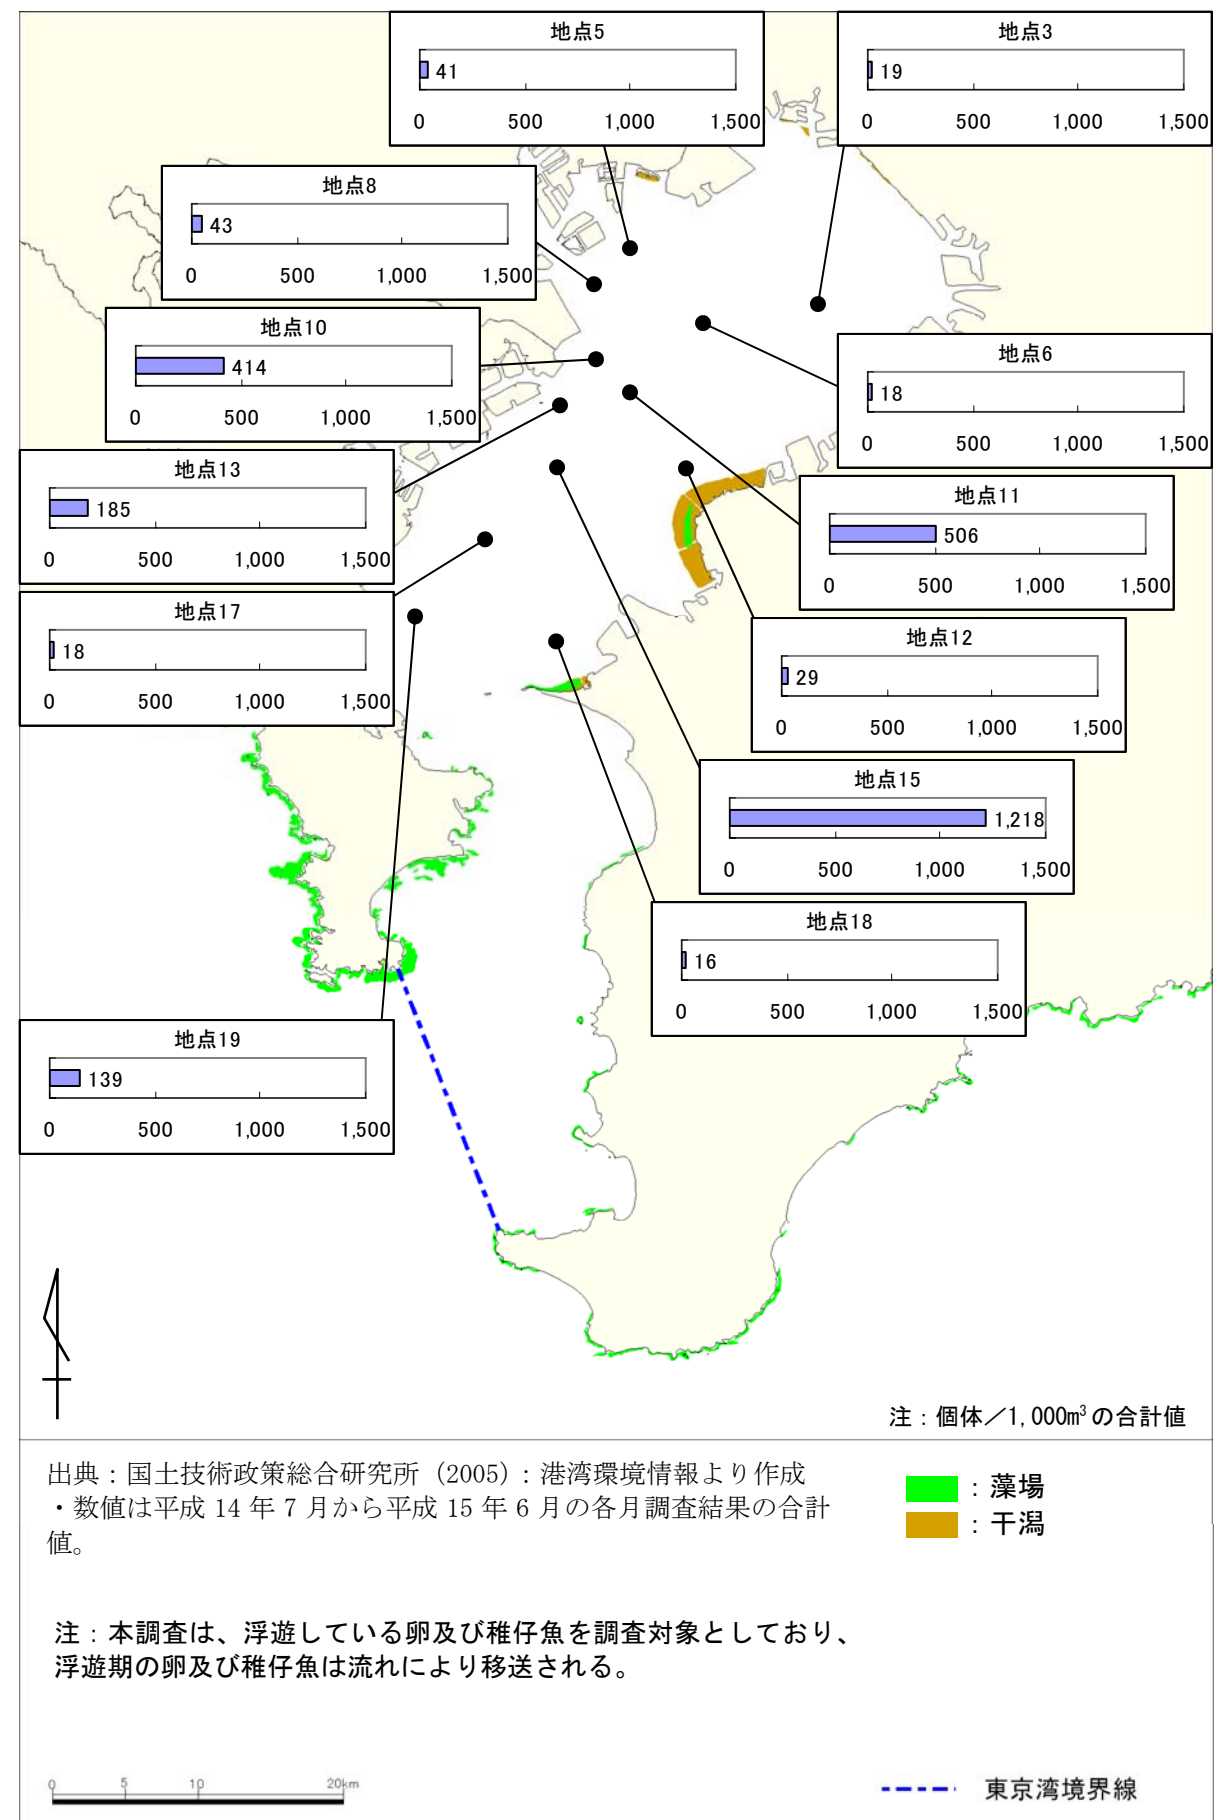 地点5
41
0 500 1,000 1,500
地点3
19
0 500 1,000 1,500
地点8
43
0 500 1,000 1,500
地点10
414
0 500 1,000 1,500
地点6
18
0 500 1,000 1,500
地点13
185
0 500 1,000 1,500
地点11
506
0 500 1,000 1,500
地点17
18
0 500 1,000 1,500
地点12
29
0 500 1,000 1,500
地点15
1,218
0 500 1,000 1,500
地点18
16
0 500 1,000 1,500
地点19
139
0 500 1,000 1,500
注：個体／1,000m³の合計値
出典：国土技術政策総合研究所（2005）：港湾環境情報より作成
・数値は平成 14 年 7 月から平成 15 年 6 月の各月調査結果の合計
値。
：藻場
：干潟
注：本調査は、浮遊している卵及び稚仔魚を調査対象としており、
浮遊期の卵及び稚仔魚は流れにより移送される。
0 5 10 20km
東京湾境界線